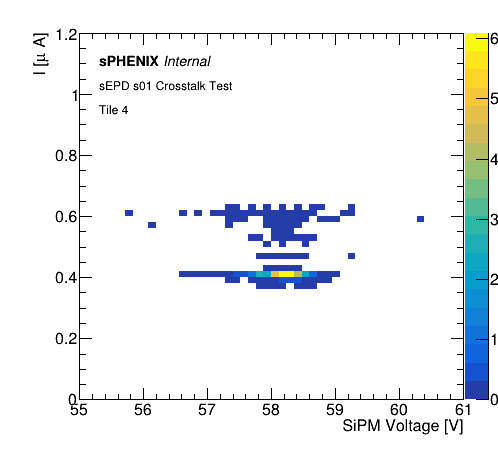 I [μ A]
1.2
1
0.8
0.6
0.4
0.2
0
sPHENIX Internal
sEPD s01 Crosstalk Test
Tile 4
55 56 57 58 59 60 61
SiPM Voltage [V]
6
5
4
3
2
1
0